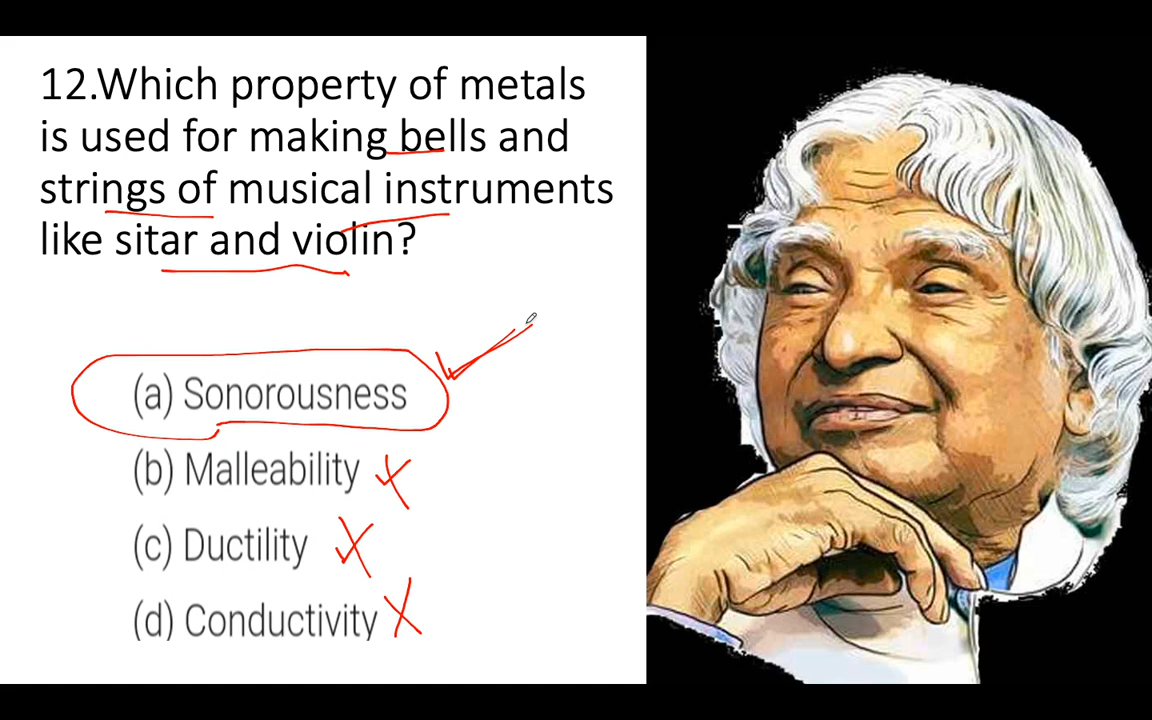 12.Which property of metals
is used for making bells and
strings of musical instruments
like sitar and violin?
(a) Sonorousness
(b) Malleability
(c) Ductility
(d) Conductivity